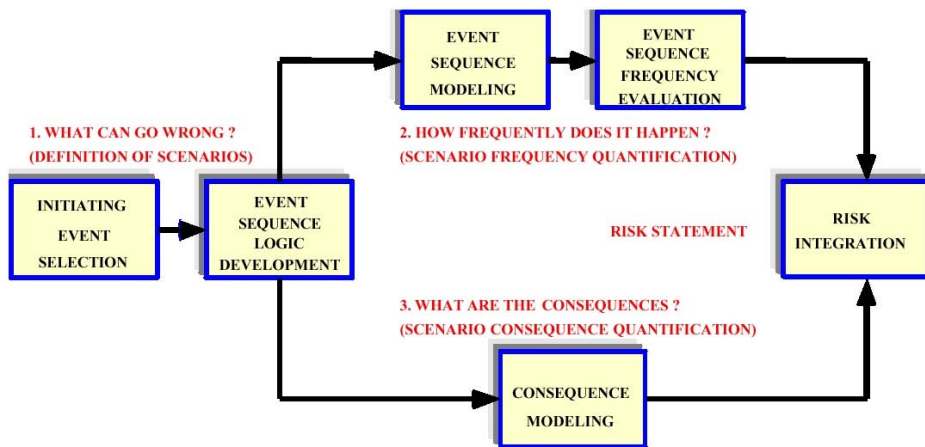 1. WHAT CAN GO WRONG ?
(DEFINITION OF SCENARIOS)
INITIATING
EVENT
SELECTION
EVENT
SEQUENCE
LOGIC
DEVELOPMENT
EVENT
SEQUENCE
MODELING
EVENT
SEQUENCE
FREQUENCY
EVALUATION
2. HOW FREQUENTLY DOES IT HAPPEN ?
(SCENARIO FREQUENCY QUANTIFICATION)
3. WHAT ARE THE CONSEQUENCES ?
(SCENARIO CONSEQUENCE QUANTIFICATION)
CONSEQUENCE
MODELING
RISK STATEMENT
RISK
INTEGRATION